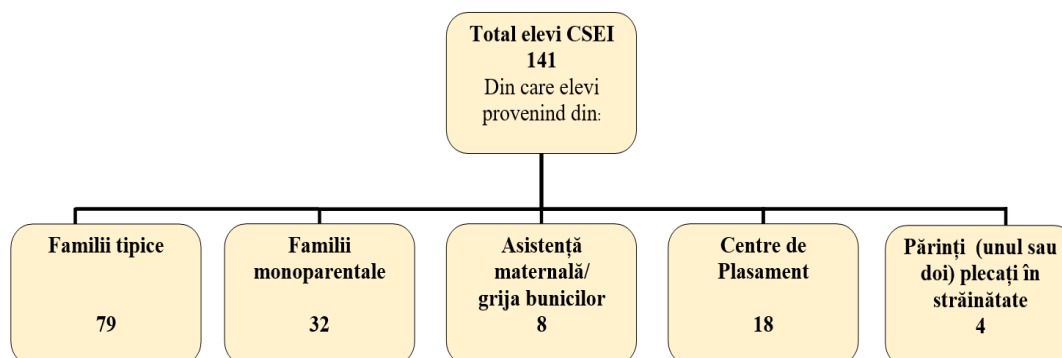 Total elevi CSEI
141
Din care elevi
provenind din:
Familii tipice
79
Familii
monoparentale
32
Asistență
maternală/
grija bunicilor
8
Centre de
Plasament
18
Părinți (unul sau
doi) plecați în
străinătate
4